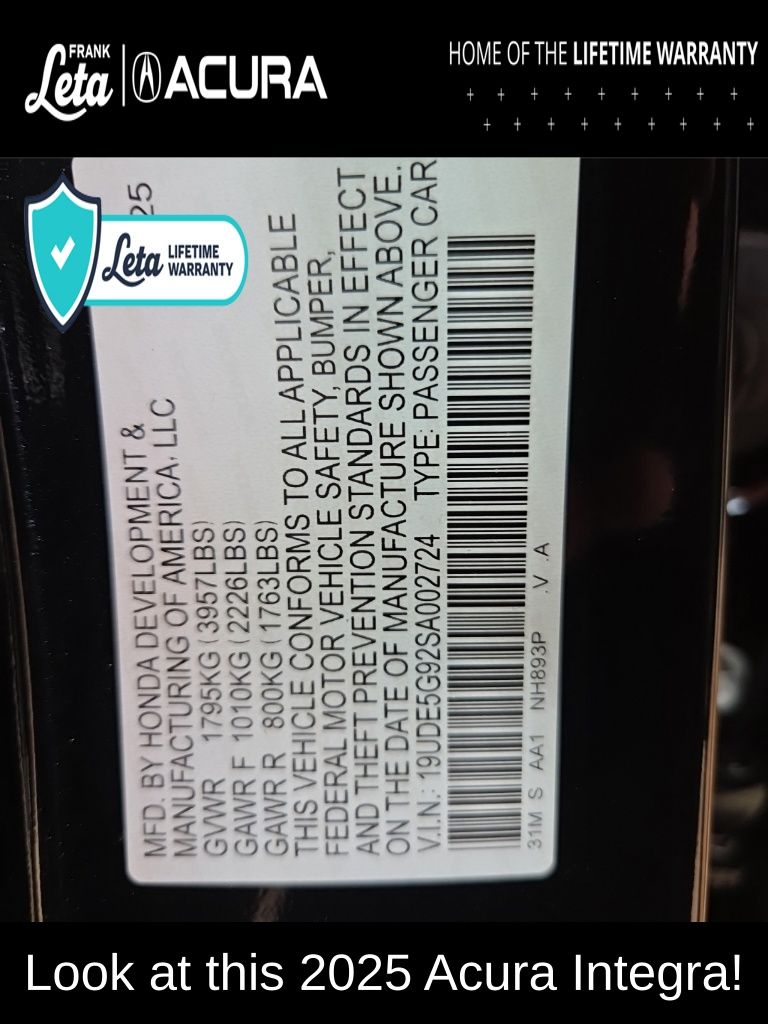 FRANK
Leta
ACURA
HOME OF THE LIFETIME WARRANTY
Leta LIFETIME WARRANTY
25
MFD. BY HONDA DEVELOPMENT &
MANUFACTURING OF AMERICA, LLC
GVWR 1795KG (3957LBS)
GAWR F 1010KG (2226LBS)
GAWR R 800KG (1763LBS)
THIS VEHICLE CONFORMS TO ALL APPLICABLE
FEDERAL MOTOR VEHICLE SAFETY, BUMPER,
AND THEFT PREVENTION STANDARDS IN EFFECT
ON THE DATE OF MANUFACTURE SHOWN ABOVE.
V.I.N.: 19UDE5G92SA002724 TYPE: PASSENGER CAR
31M S AA1 NH893P .V .A
Look at this 2025 Acura Integra!